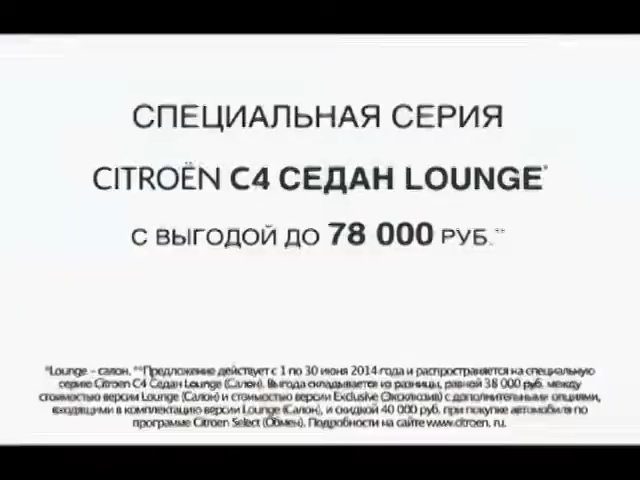 СПЕЦИАЛЬНАЯ СЕРИЯ
CITROËN C4 СЕДАН LOUNGE*
С ВЫГОДОЙ ДО 78 000 РУБ.**
*Lounge – салон. **Предложение действует с 1 по 30 июня 2014 года и распространяется на специальную
серию Citroen C4 Седан Lounge (Салон). Выгода складывается из разницы, равной 38 000 руб. между
стоимостью версии Lounge (Салон) и стоимостью версии Exclusive (Эксклюзив) с дополнительными опциями,
входящими в комплектацию версии Lounge (Салон), и скидкой 40 000 руб. при покупке автомобиля по
программе Citroen Select (Обмен). Подробности на сайте www.citroen. ru.